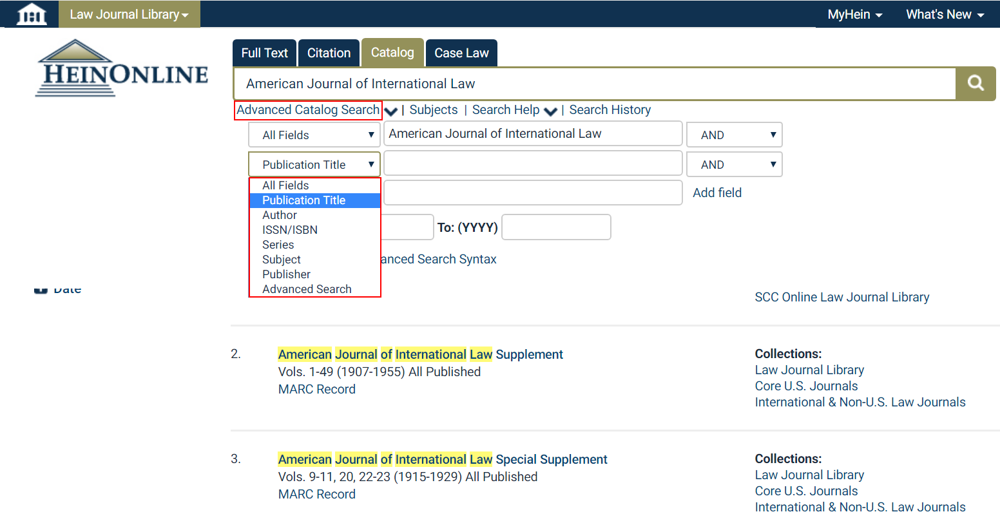 Law Journal Library
MyHein
What's New
HEINONLINE
Full Text
Citation
Catalog
Case Law
American Journal of International Law
Advanced Catalog Search | Subjects | Search Help | Search History
All Fields
American Journal of International Law
AND
Publication Title
AND
All Fields
Publication Title
Author
ISSN/ISBN
Series
Subject
Publisher
Advanced Search
Add field
To: (YYYY)
anced Search Syntax
Date
SCC Online Law Journal Library
2.
American Journal of International Law Supplement
Vols. 1-49 (1907-1955) All Published
MARC Record
Collections:
Law Journal Library
Core U.S. Journals
International & Non-U.S. Law Journals
3.
American Journal of International Law Special Supplement
Vols. 9-11, 20, 22-23 (1915-1929) All Published
MARC Record
Collections:
Law Journal Library
Core U.S. Journals
International & Non-U.S. Law Journals